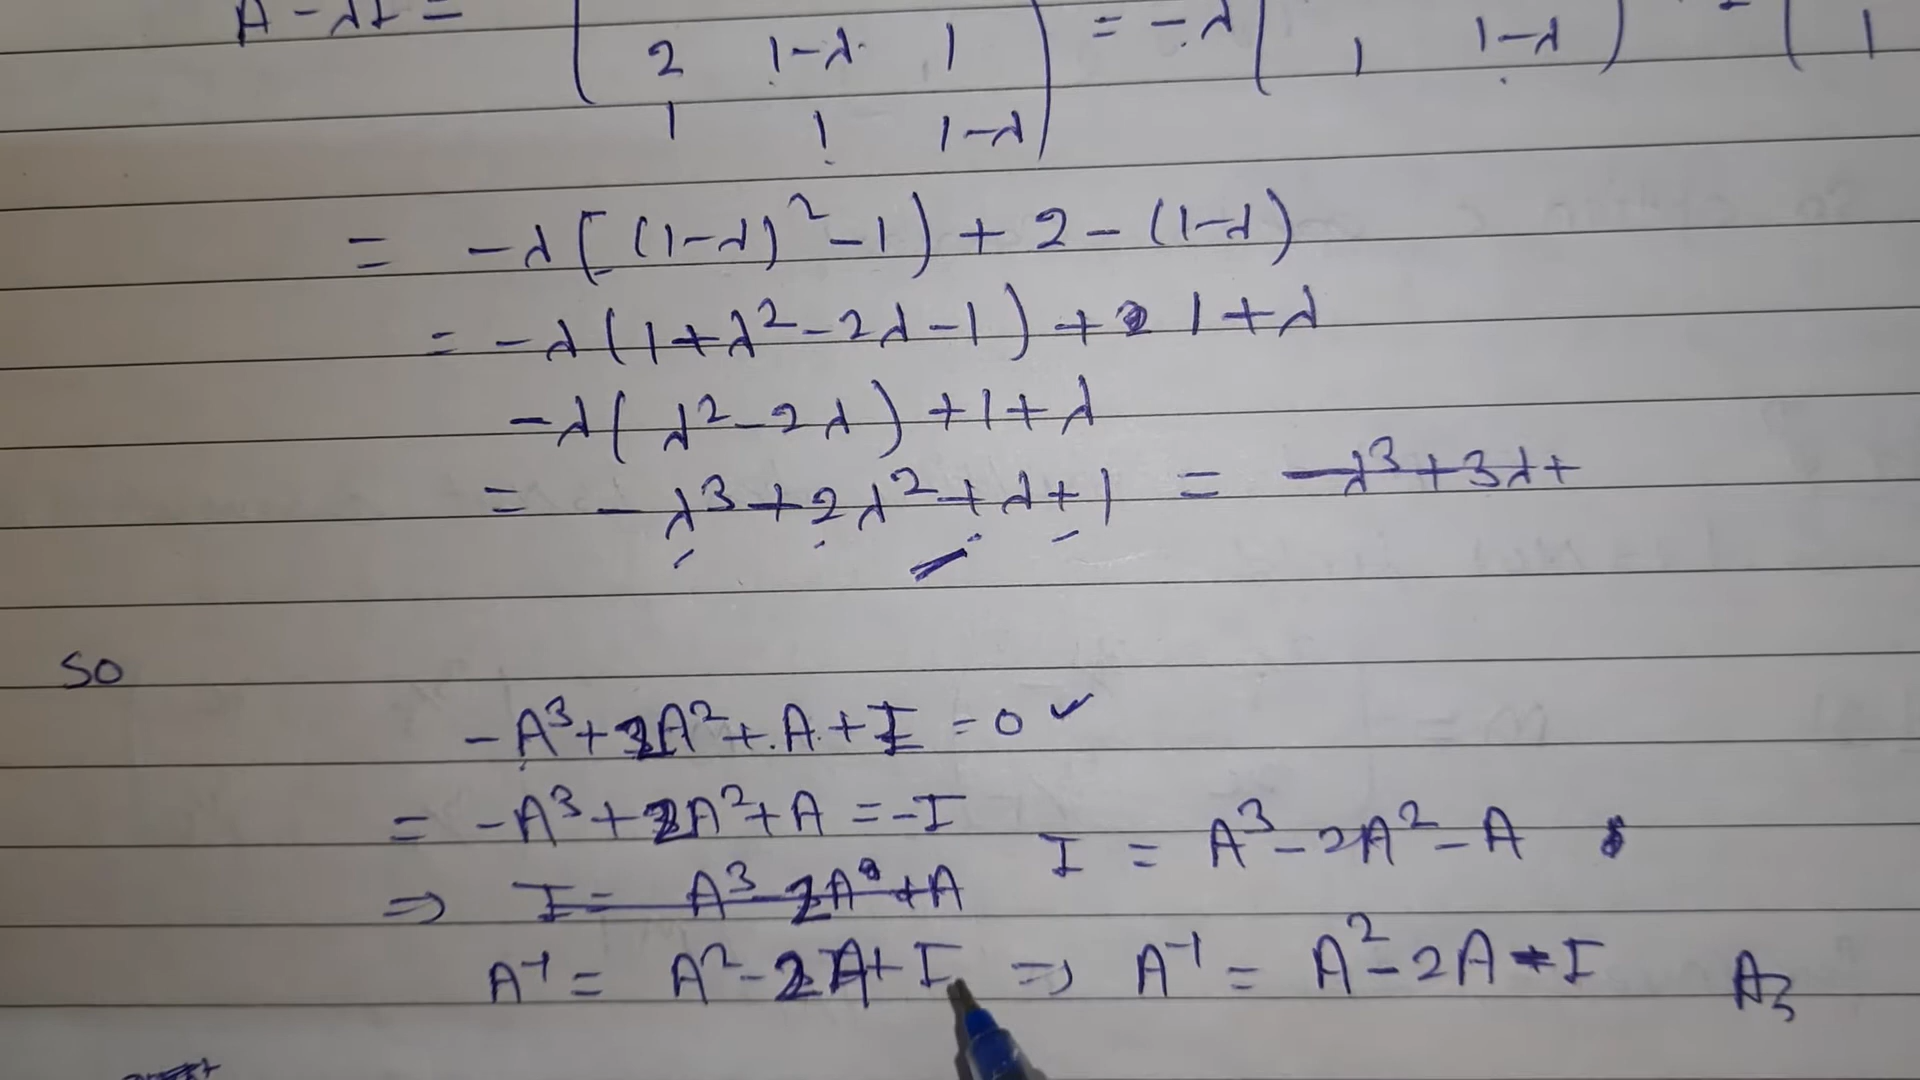 A - λI = = -λ
2 1-λ 1 1 1-λ 1
1 1 1-λ
= -λ[(1-λ)² -1) + 2 - (1-λ)
= -λ(1+λ²-2λ-1) + 1+λ
-λ(λ²-2λ) +1+λ
= -λ³+2λ²+λ+1 = -λ³+3λ+
So
-A³+2A²+.A.+I =0 ✓
= -A³+2A²+A =-I
I = A³-2A²-A
⇒ I= A³-2A²+A
A⁻¹ = A²-2A+I ⇒ A⁻¹ = A²-2A-I